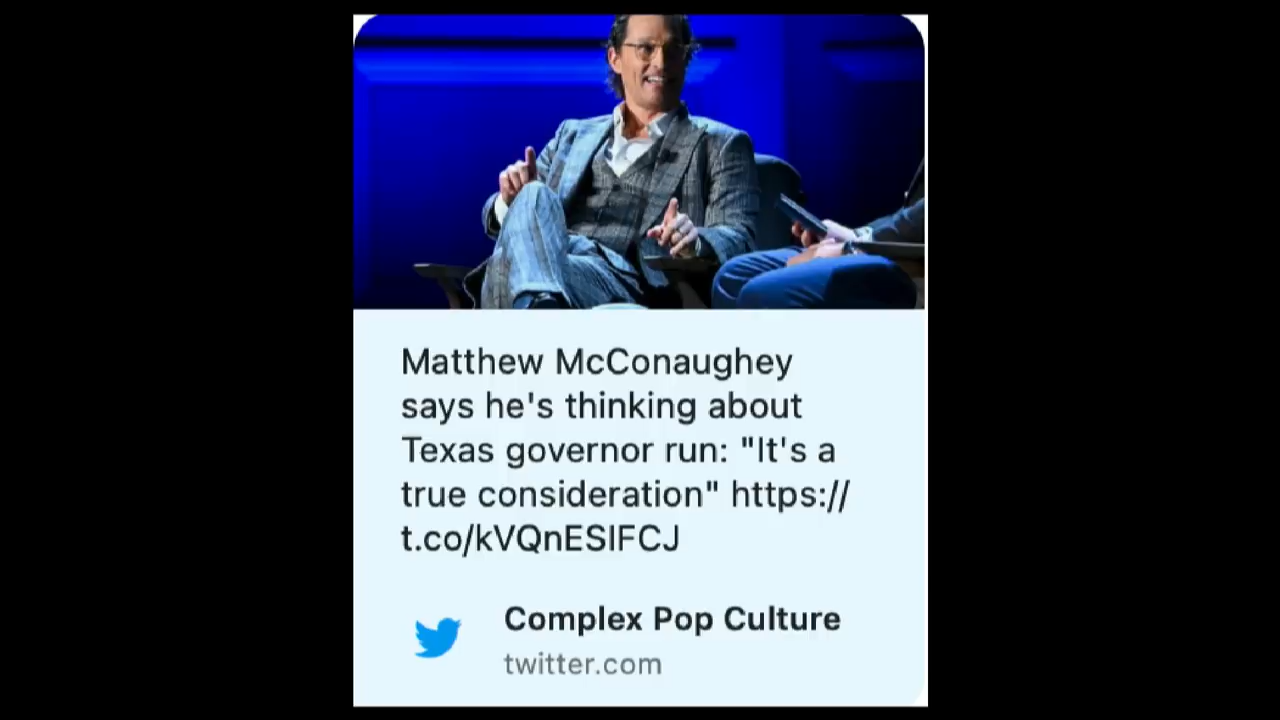 Matthew McConaughey
says he's thinking about
Texas governor run: "It's a
true consideration" https://
t.co/kVQnESIFCJ
Complex Pop Culture
twitter.com